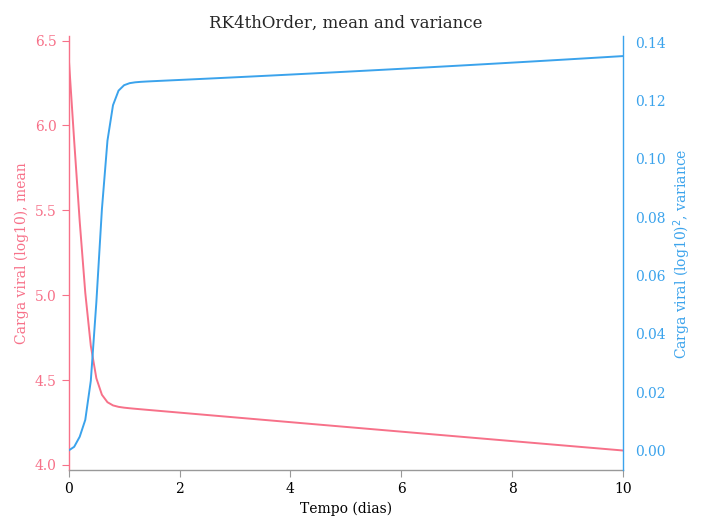 RK4thOrder, mean and variance
6.5
6.0
5.5
5.0
4.5
4.0
Carga viral (log10), mean
0.14
0.12
0.10
0.08
0.06
0.04
0.02
0.00
Carga viral (log10)², variance
0 2 4 6 8 10
Tempo (dias)